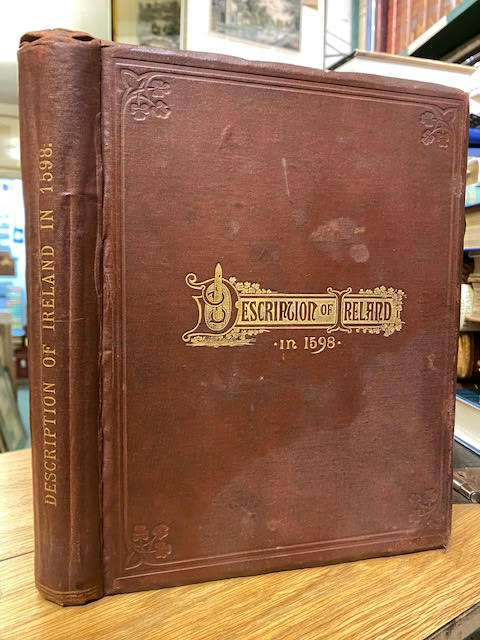 DESCRIPTION OF IRELAND IN 1598.
DESCRIPTION OF IRELAND
·in 1598·